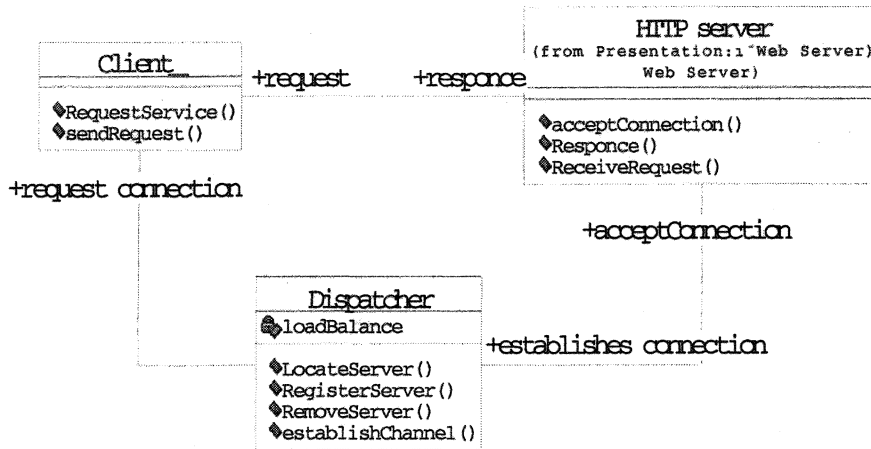 Client_
RequestService()
sendRequest()
+request
+responce
HTTP server
(from Presentation:1~Web Server)
Web Server)
acceptConnection()
Responce()
ReceiveRequest()
+request connection
+acceptConnection
Dispatcher
loadBalance
LocateServer()
RegisterServer()
RemoveServer()
establishChannel()
+establishes connection